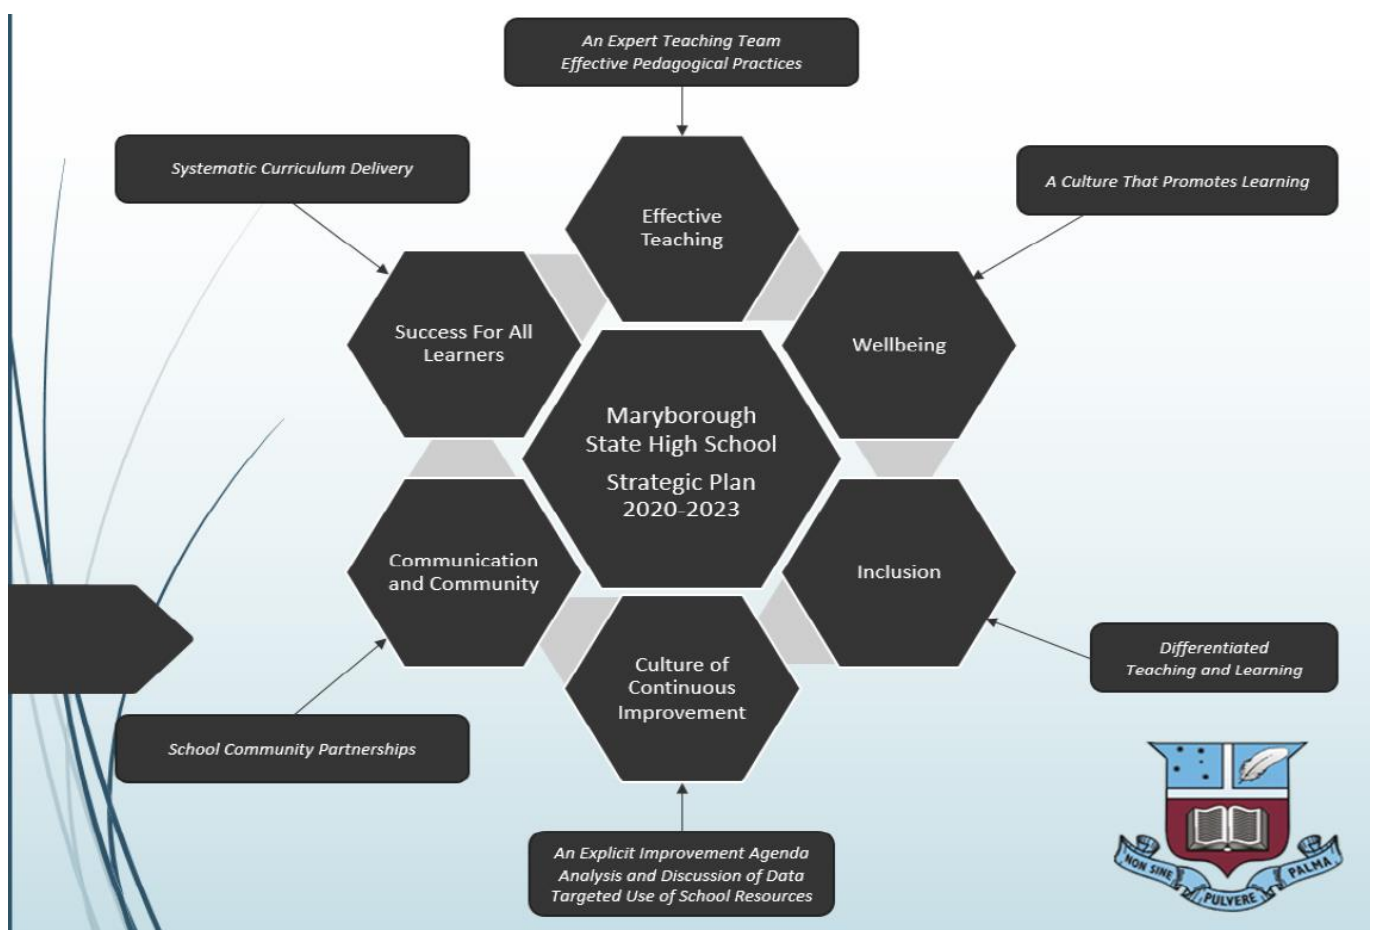 An Expert Teaching Team
Effective Pedagogical Practices
Systematic Curriculum Delivery
A Culture That Promotes Learning
Effective
Teaching
Success For All
Learners
Wellbeing
Maryborough
State High School
Strategic Plan
2020-2023
Communication
and Community
Inclusion
Culture of
Continuous
Improvement
Differentiated
Teaching and Learning
School Community Partnerships
An Explicit Improvement Agenda
Analysis and Discussion of Data
Targeted Use of School Resources
NON SINE
PULVERE
PALMA